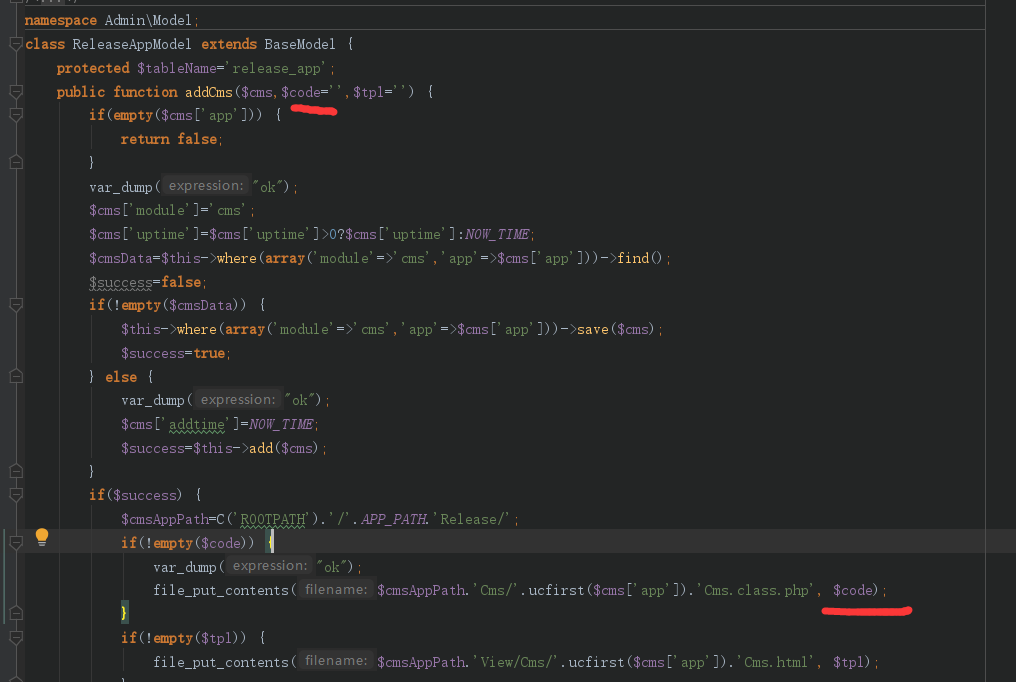 namespace Admin\Model;
class ReleaseAppModel extends BaseModel {
    protected $tableName='release_app';
    public function addCms($cms,$code='',$tpl='') {
        if(empty($cms['app'])) {
            return false;
        }
        var_dump( expression: "ok");
        $cms['module']='cms';
        $cms['uptime']=$cms['uptime']>0?$cms['uptime']:NOW_TIME;
        $cmsData=$this->where(array('module'=>'cms','app'=>$cms['app']))->find();
        $success=false;
        if(!empty($cmsData)) {
            $this->where(array('module'=>'cms','app'=>$cms['app']))->save($cms);
            $success=true;
        } else {
            var_dump( expression: "ok");
            $cms['addtime']=NOW_TIME;
            $success=$this->add($cms);
        }
        if($success) {
            $cmsAppPath=C('ROOTPATH').'/'.APP_PATH.'Release/';
            if(!empty($code)) {
                var_dump( expression: "ok");
                file_put_contents( filename: $cmsAppPath.'Cms/'.ucfirst($cms['app']).'Cms.class.php', $code);
            }
            if(!empty($tpl)) {
                file_put_contents( filename: $cmsAppPath.'View/Cms/'.ucfirst($cms['app']).'Cms.html', $tpl);